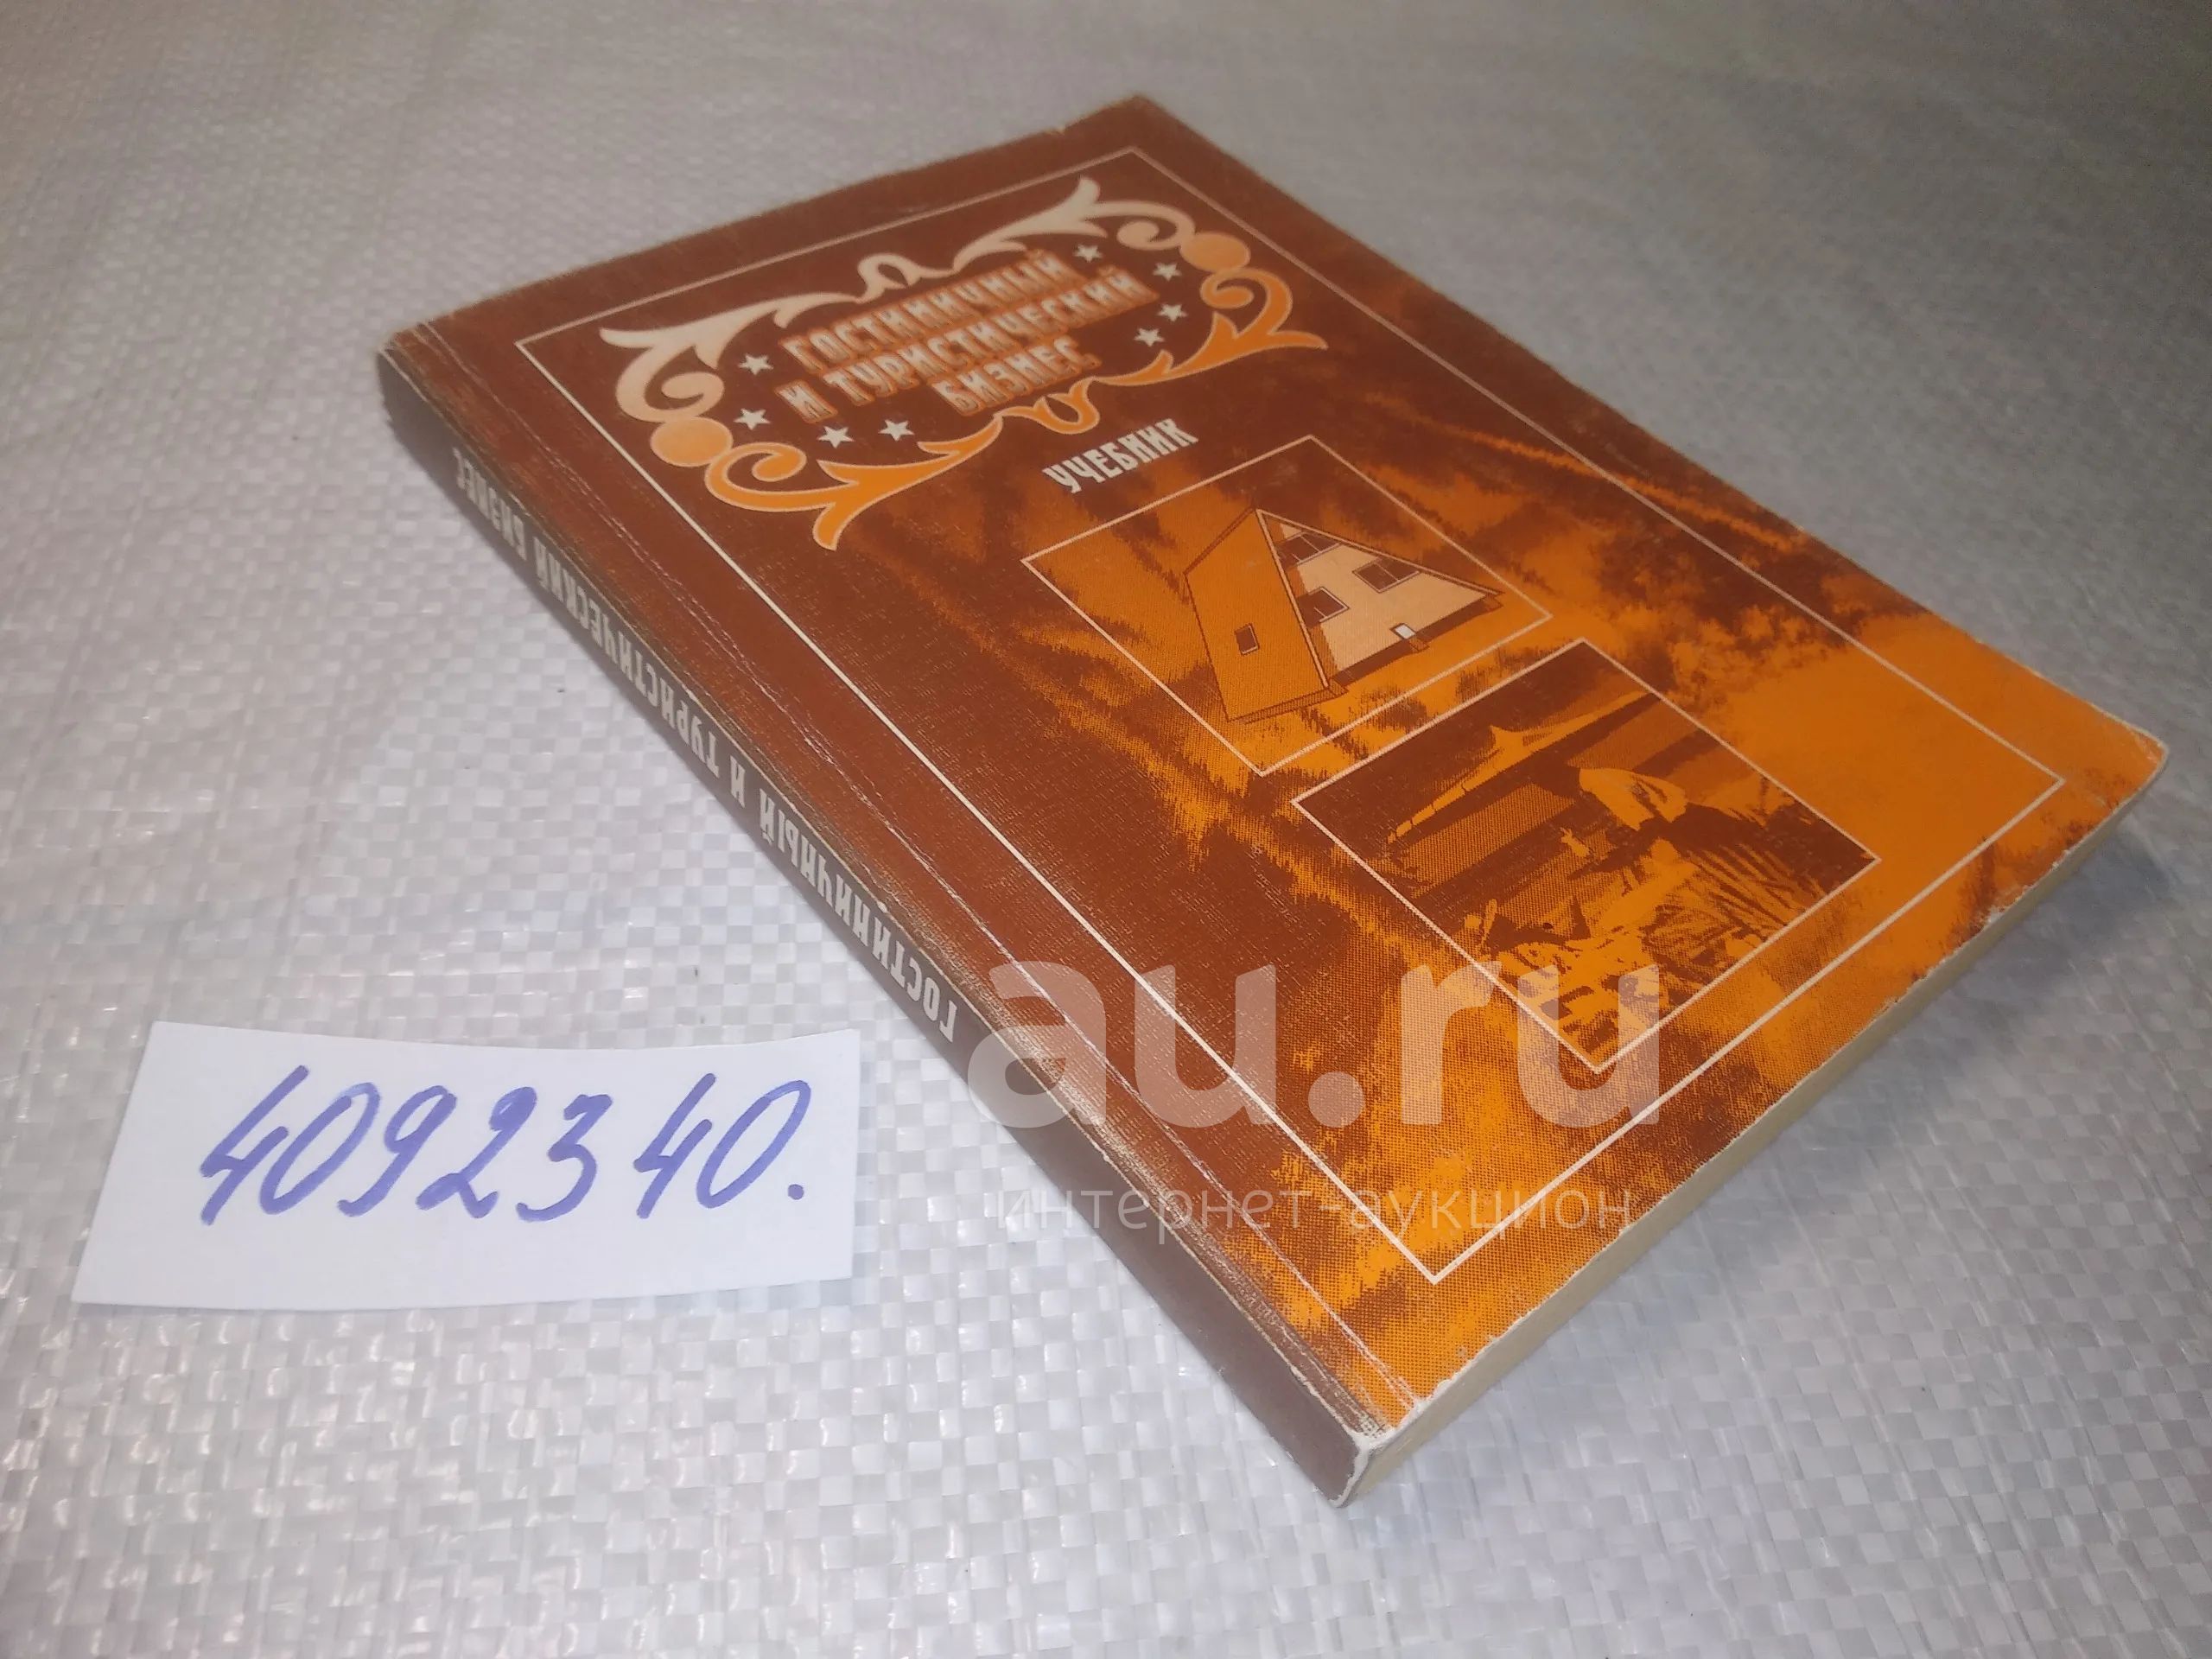 ГОСТИНИЧНЫЙ
И ТУРИСТИЧЕСКИЙ
БИЗНЕС
УЧЕБНИК
ГОСТИНИЧНЫЙ И ТУРИСТИЧЕСКИЙ БИЗНЕС
4092340.
au.ru
интернет-аукцион